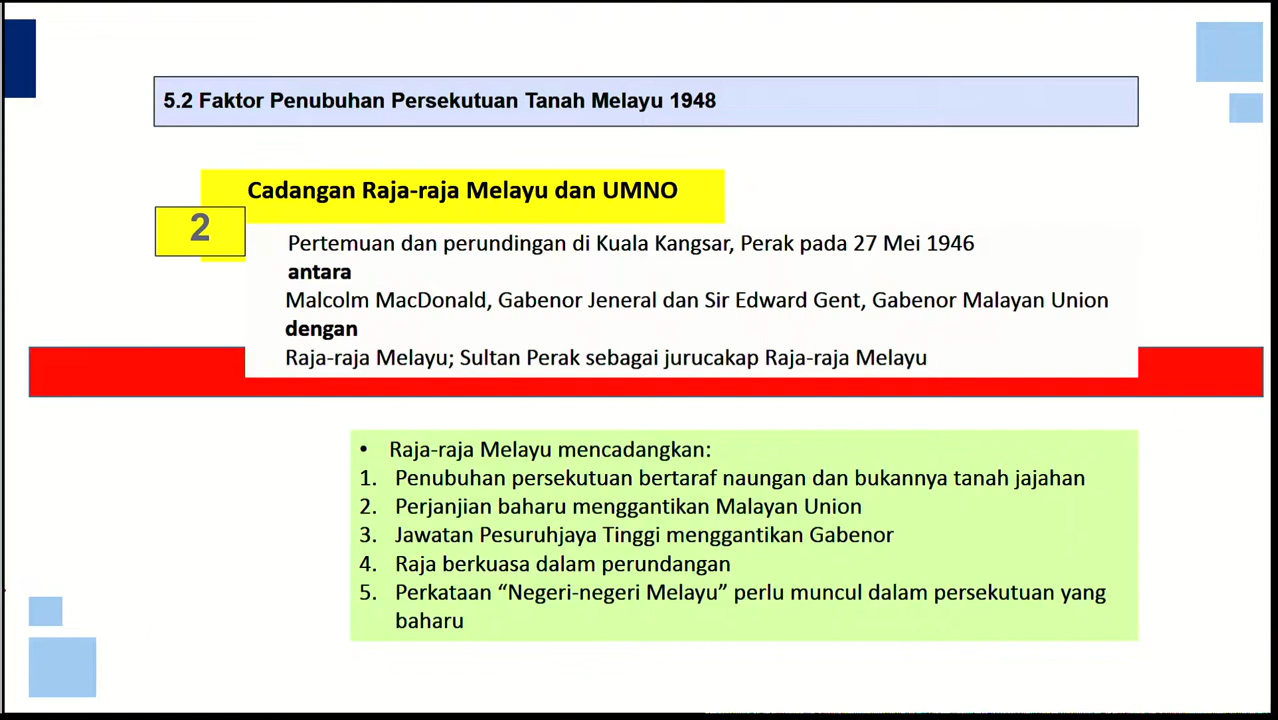 5.2 Faktor Penubuhan Persekutuan Tanah Melayu 1948
Cadangan Raja-raja Melayu dan UMNO
2
Pertemuan dan perundingan di Kuala Kangsar, Perak pada 27 Mei 1946
antara
Malcolm MacDonald, Gabenor Jeneral dan Sir Edward Gent, Gabenor Malayan Union
dengan
Raja-raja Melayu; Sultan Perak sebagai jurucakap Raja-raja Melayu
• Raja-raja Melayu mencadangkan:
1. Penubuhan persekutuan bertaraf naungan dan bukannya tanah jajahan
2. Perjanjian baharu menggantikan Malayan Union
3. Jawatan Pesuruhjaya Tinggi menggantikan Gabenor
4. Raja berkuasa dalam perundangan
5. Perkataan “Negeri-negeri Melayu” perlu muncul dalam persekutuan yang
baharu